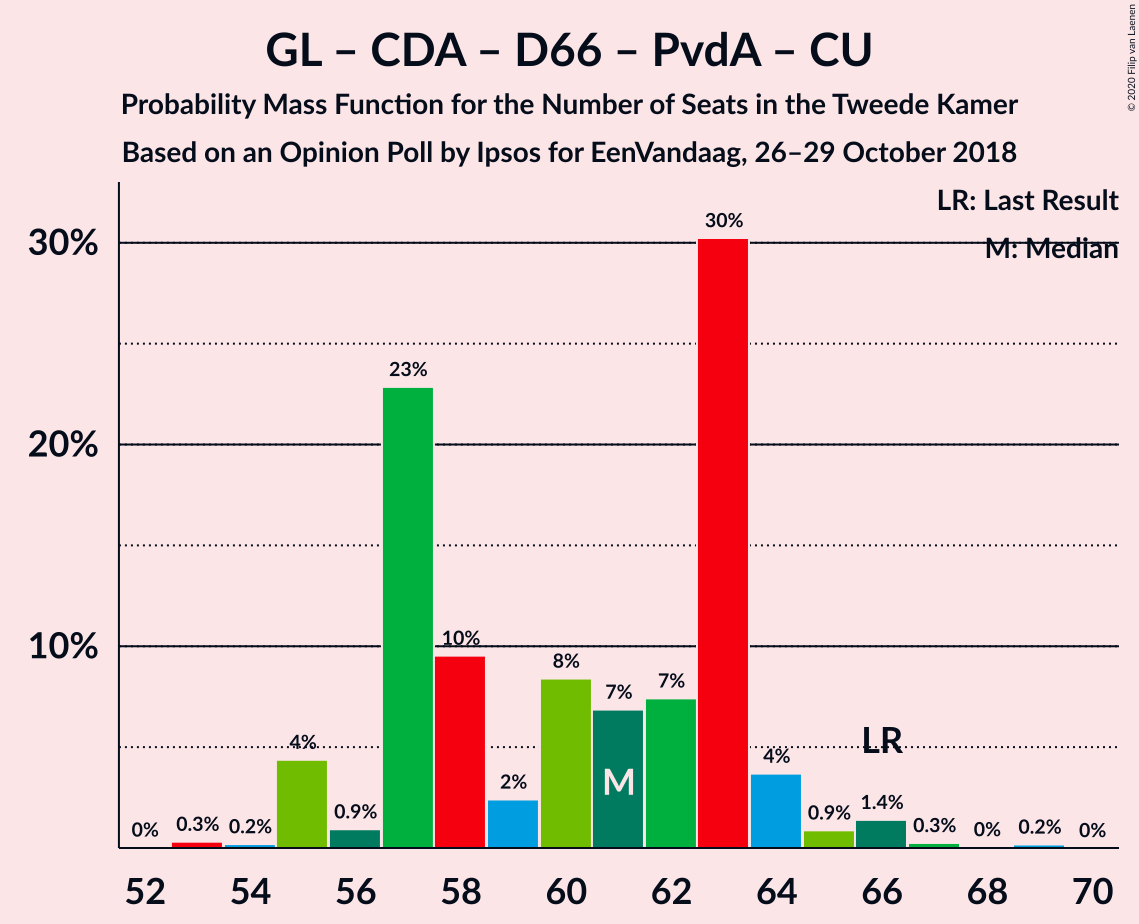 GL – CDA – D66 – PvdA – CU
Probability Mass Function for the Number of Seats in the Tweede Kamer
Based on an Opinion Poll by Ipsos for EenVandaag, 26–29 October 2018
© 2020 Filip van Laenen
LR: Last Result
M: Median
30%
20%
10%
0%
0.3%
0.2%
4%
0.9%
23%
10%
2%
8%
7%
7%
30%
4%
0.9%
1.4%
0.3%
0%
0.2%
0%
M
LR
52 54 56 58 60 62 64 66 68 70